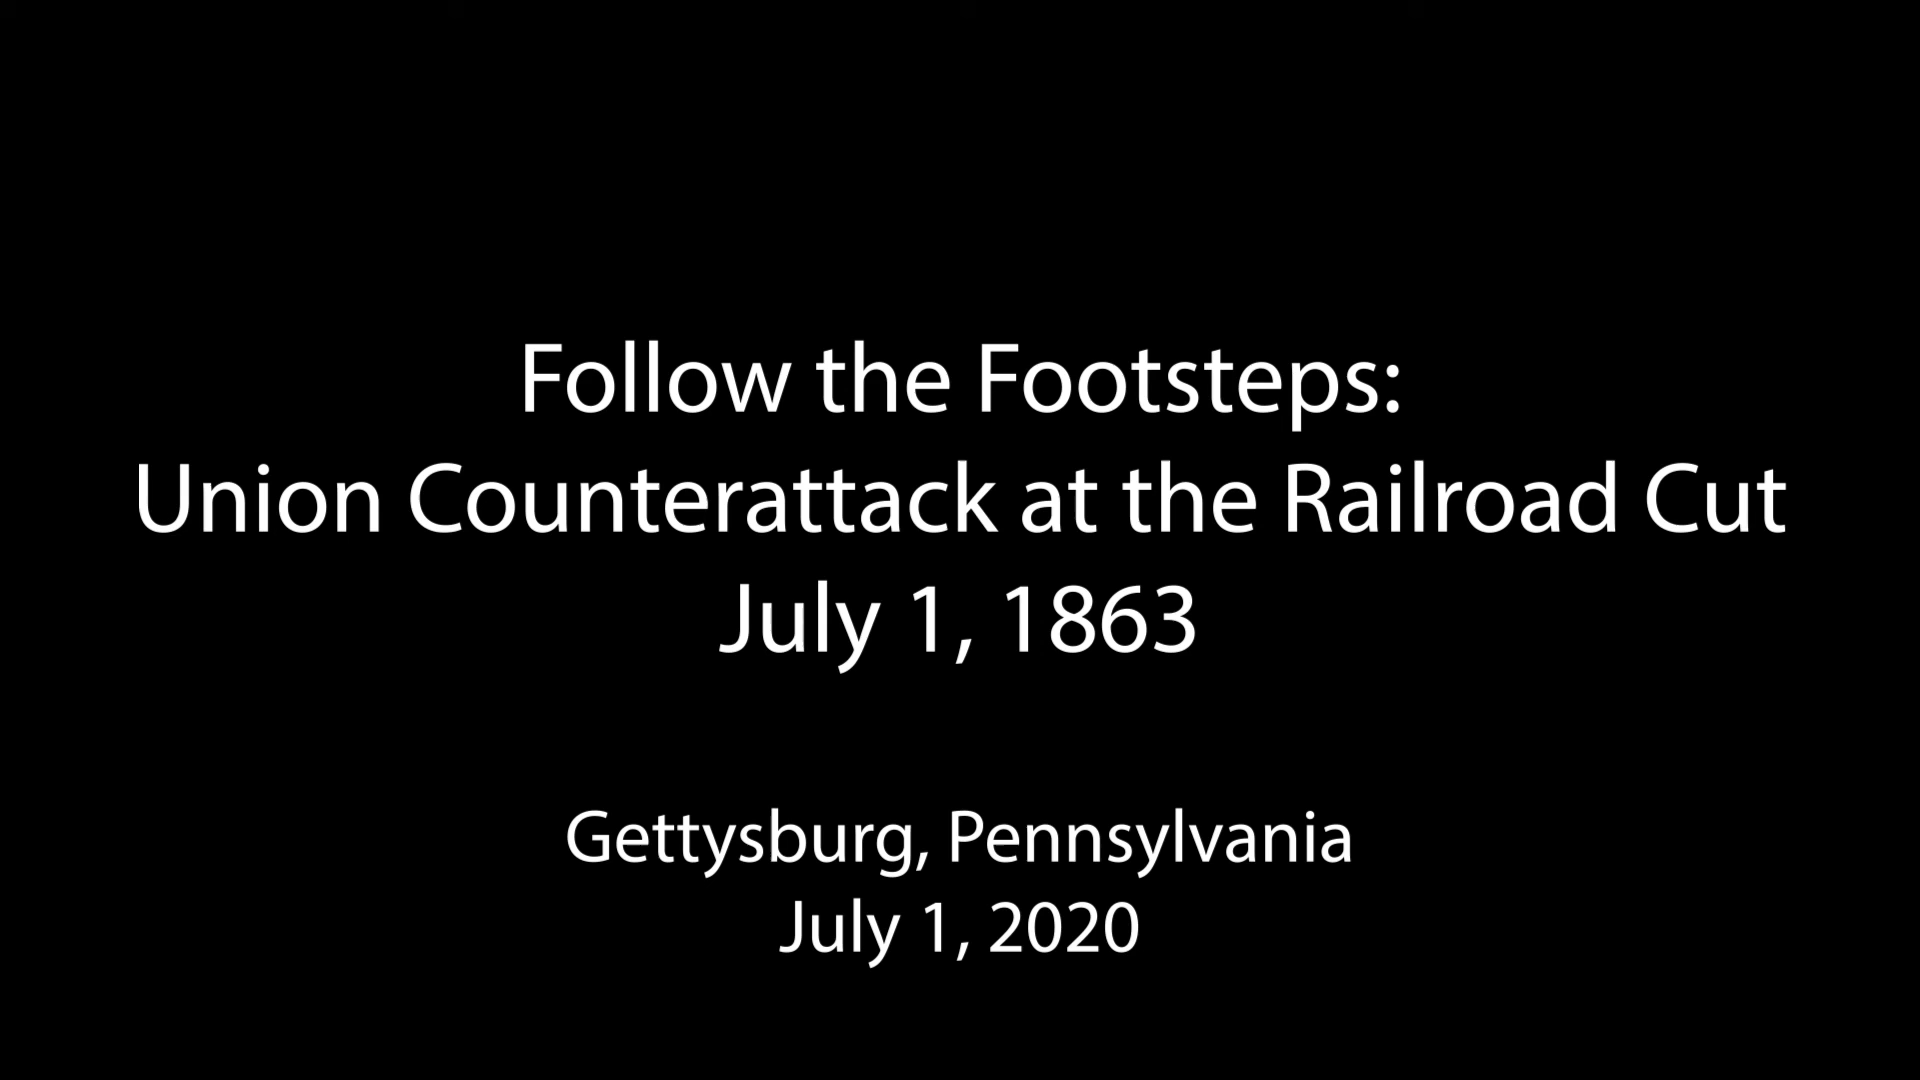 Follow the Footsteps:
Union Counterattack at the Railroad Cut
July 1, 1863
Gettysburg, Pennsylvania
July 1, 2020